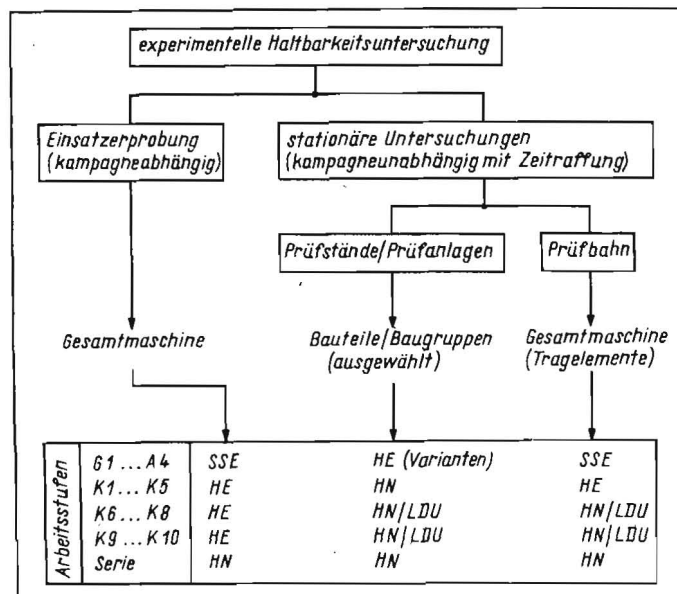 experimentelle Haltbarkeitsuntersuchung
Einsatzerprobung
(kampagneabhängig)
stationäre Untersuchungen
(kampagneunabhängig mit Zeitraffung)
Prüfstände/Prüfanlagen
Prüfbahn
Gesamtmaschine
Bauteile/Baugruppen
(ausgewählt)
Gesamtmaschine
(Tragelemente)
Arbeitsstufen
G1 ... A4 SSE HE (Varianten) SSE
K1 ... K5 HE HN HE
K6 ... K8 HE HN/LDU HN/LDU
K9 ... K10 HE HN/LDU HN/LDU
Serie HN HN HN